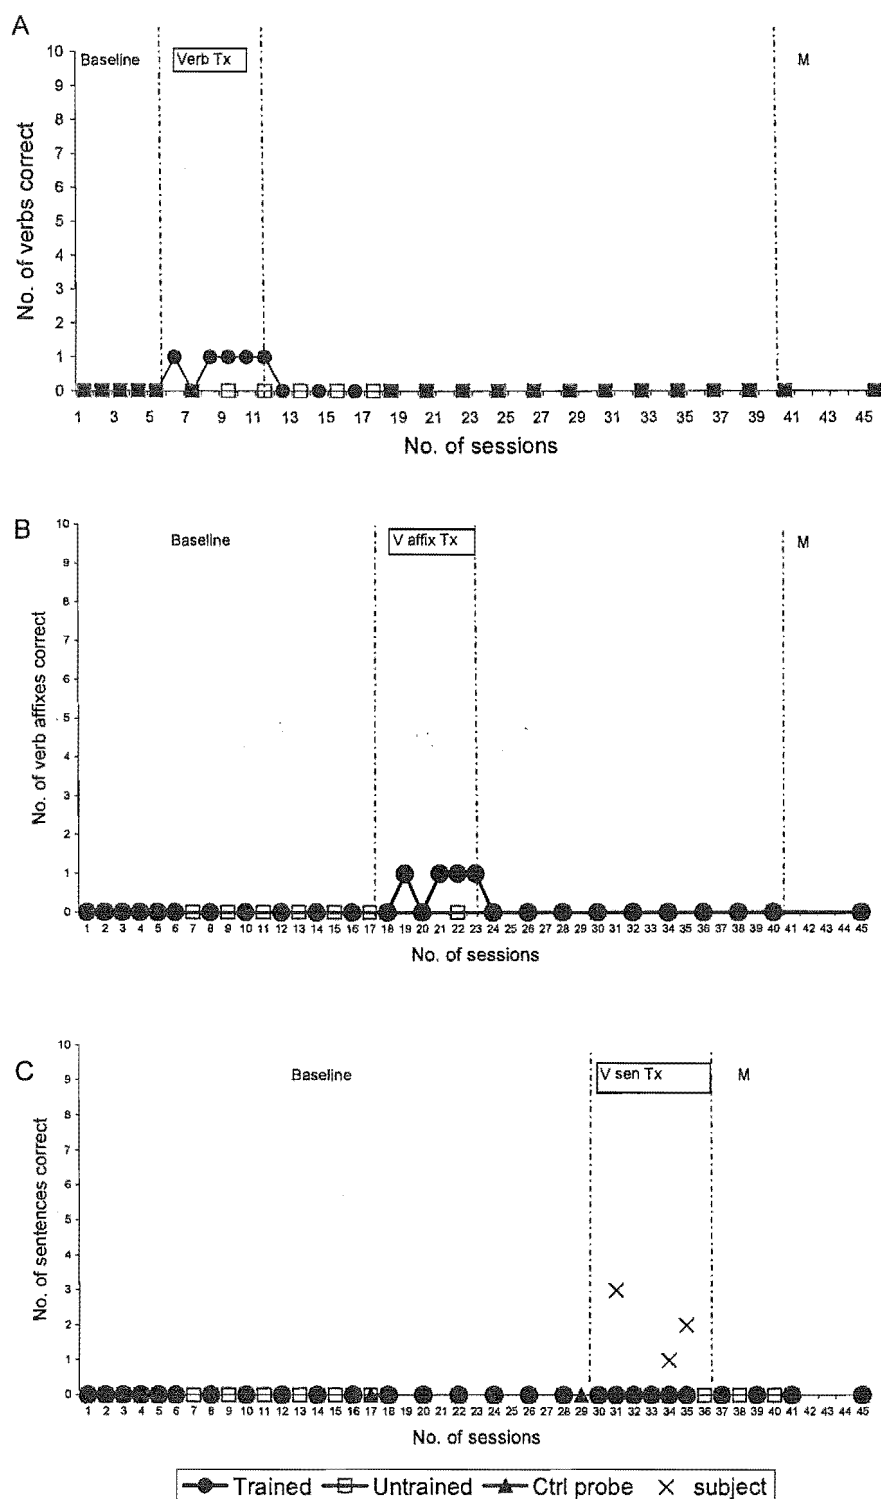 A
Baseline
Verb Tx
M
10
9
8
7
6
5
4
3
2
1
0
No. of verbs correct
1 3 5 7 9 11 13 15 17 19 21 23 25 27 29 31 33 35 37 39 41 43 45
No. of sessions
B
Baseline
V affix Tx
M
10
9
8
7
6
5
4
3
2
1
0
No. of verb affixes correct
1 2 3 4 5 6 7 8 9 10 11 12 13 14 15 16 17 18 19 20 21 22 23 24 25 26 27 28 29 30 31 32 33 34 35 36 37 38 39 40 41 42 43 44 45
No. of sessions
C
Baseline
V sen Tx
M
10
9
8
7
6
5
4
3
2
1
0
No. of sentences correct
1 2 3 4 5 6 7 8 9 10 11 12 13 14 15 16 17 18 19 20 21 22 23 24 25 26 27 28 29 30 31 32 33 34 35 36 37 38 39 40 41 42 43 44 45
No. of sessions
Trained Untrained Ctrl probe subject